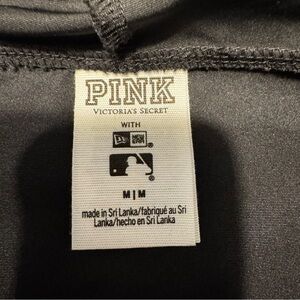 PINK
VICTORIA'S SECRET
WITH
M|M
made in Sri Lanka/fabriqué au Sri
Lanka/hecho en Sri Lanka